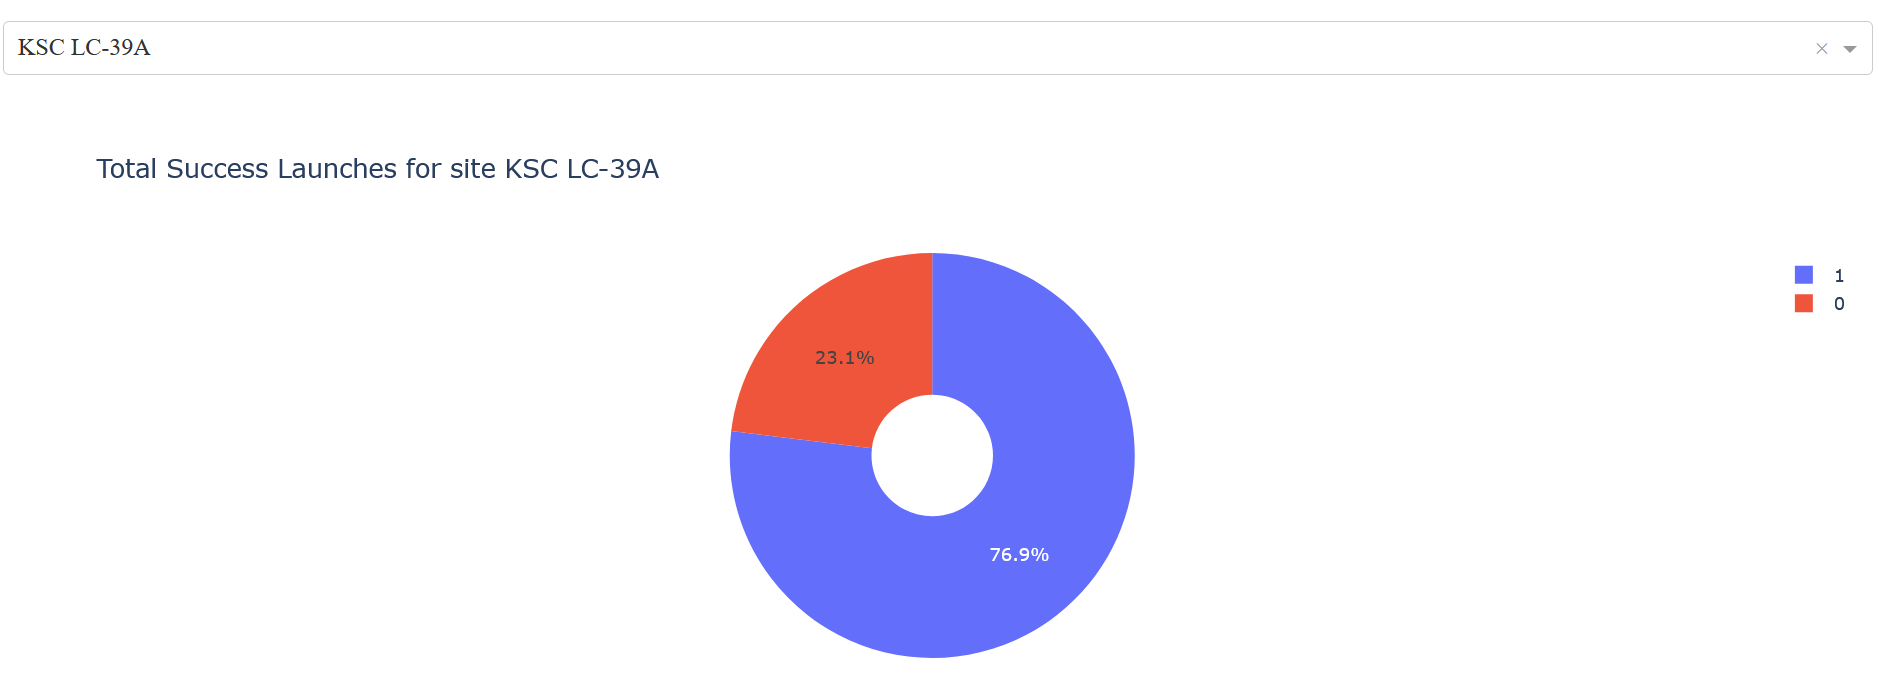 KSC LC-39A
Total Success Launches for site KSC LC-39A
1
0
23.1%
76.9%